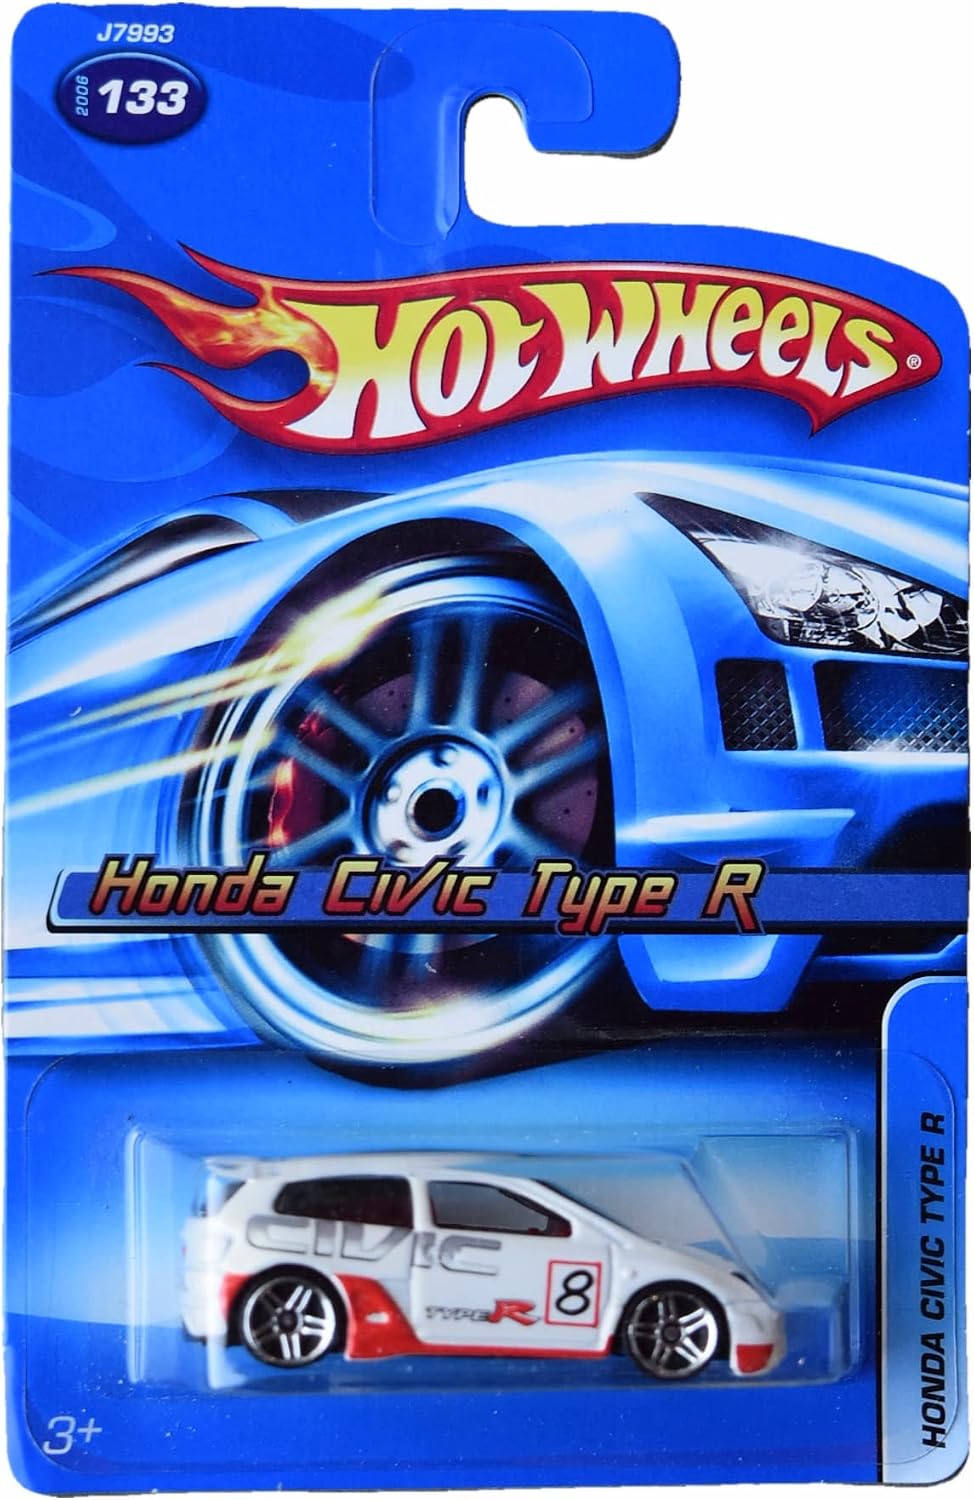 J7993
2006
133
HOT WHEELS®
Honda Civic Type R
CIVIC
TYPE R
8
HONDA CIVIC TYPE R
3+